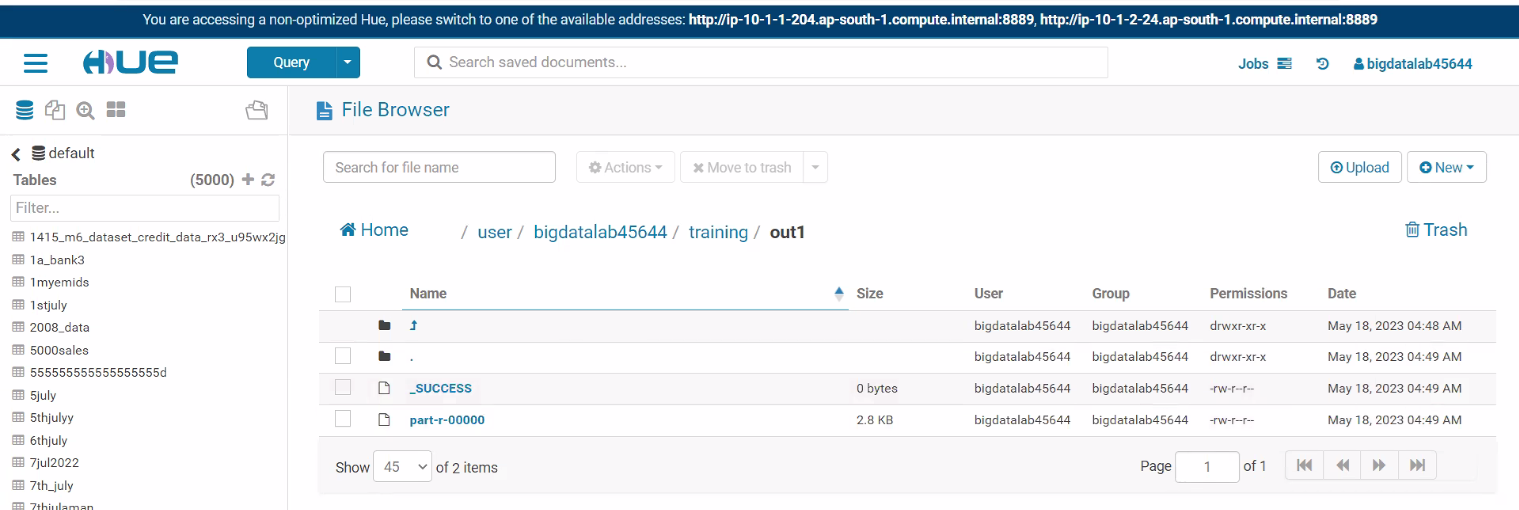 You are accessing a non-optimized Hue, please switch to one of the available addresses: http://ip-10-1-1-204.ap-south-1.compute.internal:8889, http://ip-10-1-2-24.ap-south-1.compute.internal:8889
HUE Query Search saved documents... Jobs bigdatalab45644
File Browser
default
Tables (5000)
Filter...
1415_m6_dataset_credit_data_rx3_u95wx2jg
1a_bank3
1myemids
1stjuly
2008_data
5000sales
555555555555555555d
5july
5thjulyy
6thjuly
7jul2022
7th_july
7thjulaman
Search for file name Actions Move to trash Upload New
Home / user / bigdatalab45644 / training / out1 Trash
Name Size User Group Permissions Date
bigdatalab45644 bigdatalab45644 drwxr-xr-x May 18, 2023 04:48 AM
. bigdatalab45644 bigdatalab45644 drwxr-xr-x May 18, 2023 04:49 AM
_SUCCESS 0 bytes bigdatalab45644 bigdatalab45644 -rw-r--r-- May 18, 2023 04:49 AM
part-r-00000 2.8 KB bigdatalab45644 bigdatalab45644 -rw-r--r-- May 18, 2023 04:49 AM
Show 45 of 2 items Page 1 of 1